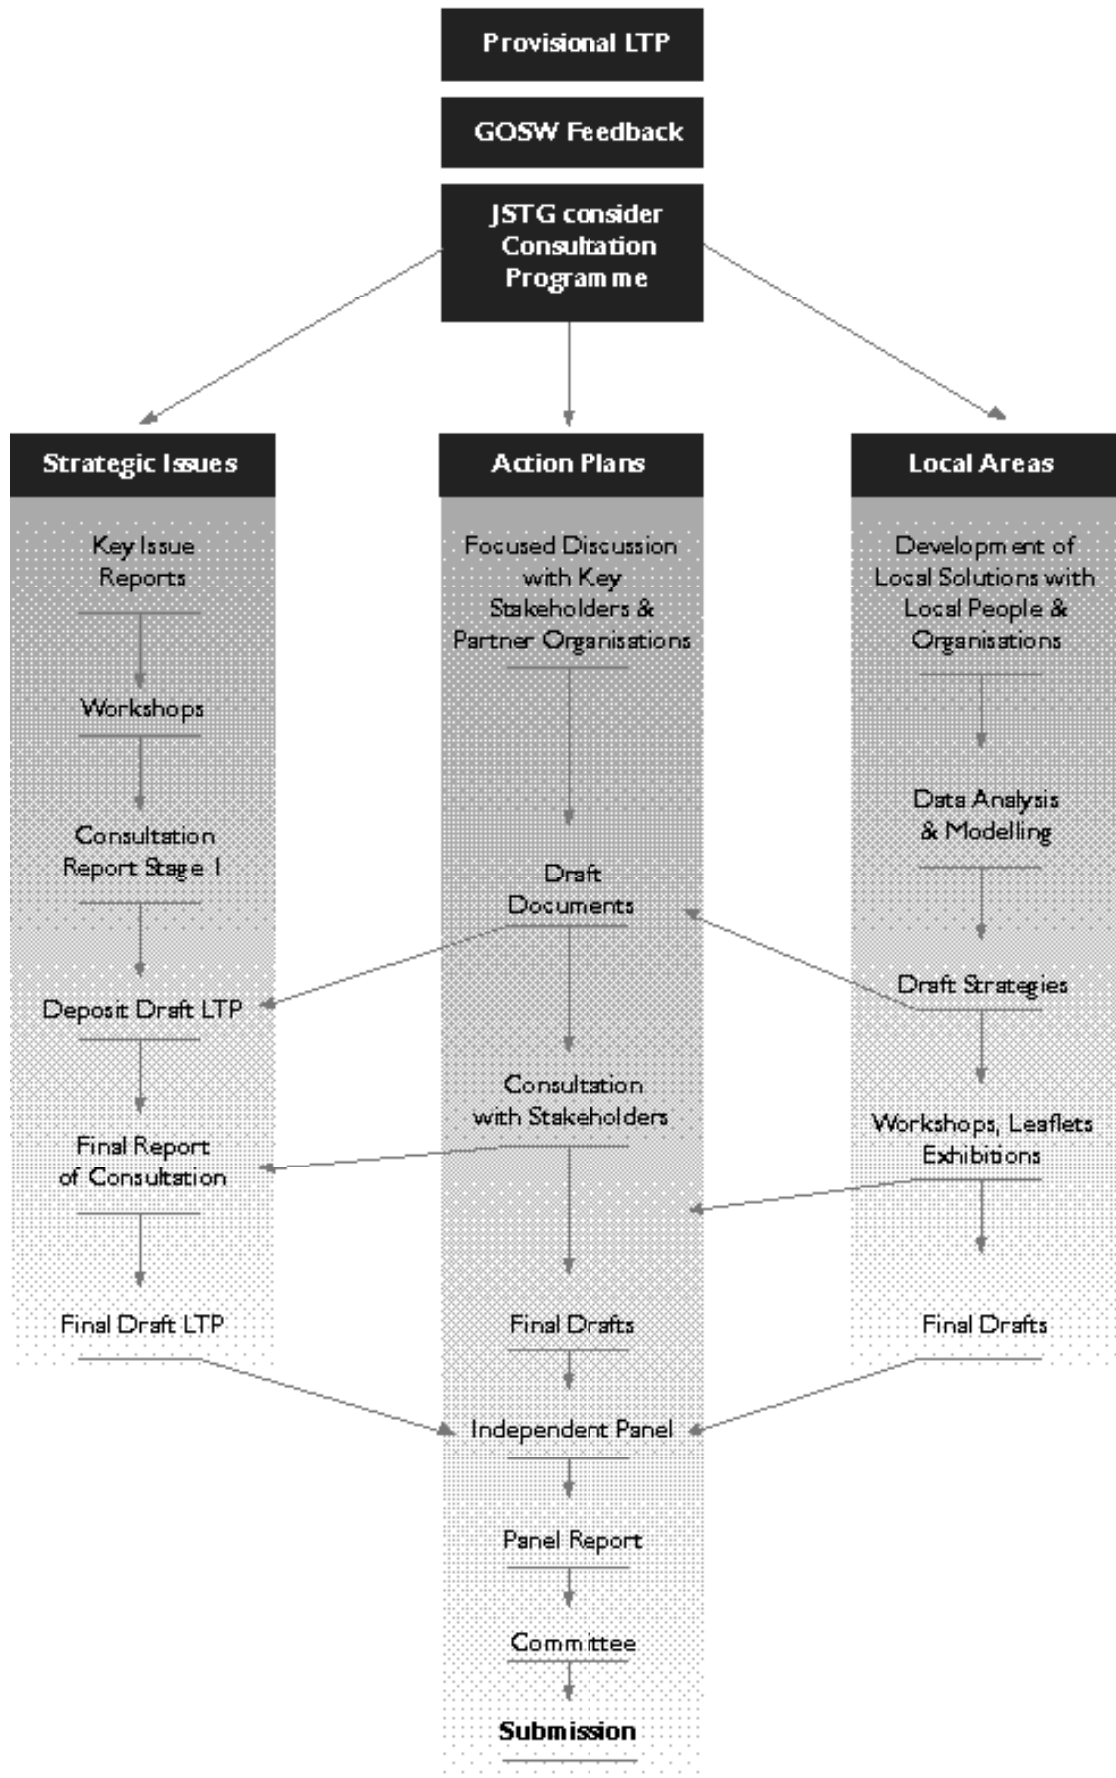 Provisional LTP
GOSW Feedback
JSTG consider
Consultation
Programme
Strategic Issues
Key Issue
Reports
Workshops
Consultation
Report Stage 1
Deposit Draft LTP
Final Report
of Consultation
Final Draft LTP
Action Plans
Focused Discussion
with Key
Stakeholders &
Partner Organisations
Draft
Documents
Consultation
with Stakeholders
Final Drafts
Independent Panel
Panel Report
Committee
Submission
Local Areas
Development of
Local Solutions with
Local People &
Organisations
Data Analysis
& Modelling
Draft Strategies
Workshops, Leaflets
Exhibitions
Final Drafts